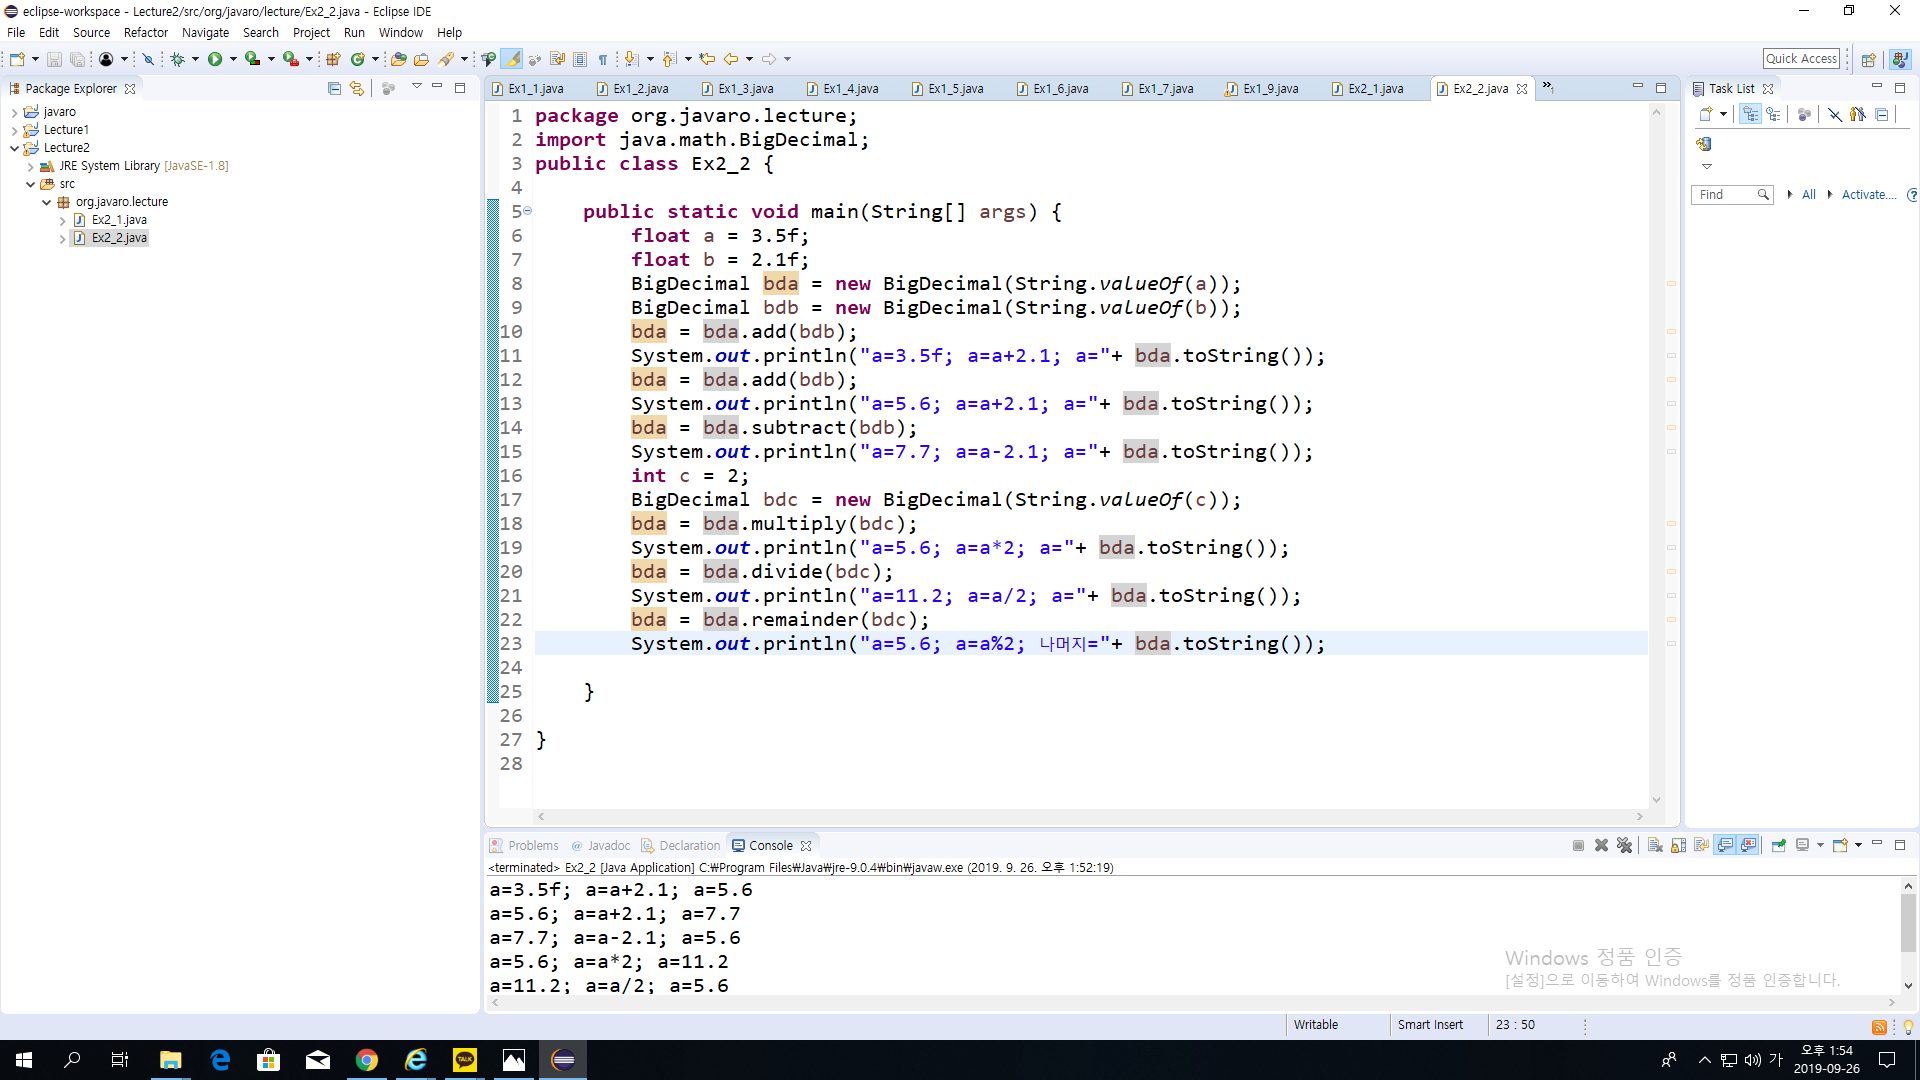 eclipse-workspace - Lecture2/src/org/javaro/lecture/Ex2_2.java - Eclipse IDE
File Edit Source Refactor Navigate Search Project Run Window Help
Quick Access
Package Explorer
javaro
Lecture1
Lecture2
JRE System Library [JavaSE-1.8]
src
org.javaro.lecture
Ex2_1.java
Ex2_2.java
Ex1_1.java Ex1_2.java Ex1_3.java Ex1_4.java Ex1_5.java Ex1_6.java Ex1_7.java Ex1_9.java Ex2_1.java Ex2_2.java »1
1 package org.javaro.lecture;
2 import java.math.BigDecimal;
3 public class Ex2_2 {
4
5 public static void main(String[] args) {
6 float a = 3.5f;
7 float b = 2.1f;
8 BigDecimal bda = new BigDecimal(String.valueOf(a));
9 BigDecimal bdb = new BigDecimal(String.valueOf(b));
10 bda = bda.add(bdb);
11 System.out.println("a=3.5f; a=a+2.1; a="+ bda.toString());
12 bda = bda.add(bdb);
13 System.out.println("a=5.6; a=a+2.1; a="+ bda.toString());
14 bda = bda.subtract(bdb);
15 System.out.println("a=7.7; a=a-2.1; a="+ bda.toString());
16 int c = 2;
17 BigDecimal bdc = new BigDecimal(String.valueOf(c));
18 bda = bda.multiply(bdc);
19 System.out.println("a=5.6; a=a*2; a="+ bda.toString());
20 bda = bda.divide(bdc);
21 System.out.println("a=11.2; a=a/2; a="+ bda.toString());
22 bda = bda.remainder(bdc);
23 System.out.println("a=5.6; a=a%2; 나머지="+ bda.toString());
24
25 }
26
27 }
28
Task List
Find All Activate...
Problems @ Javadoc Declaration Console
<terminated> Ex2_2 [Java Application] C:₩Program Files₩Java₩jre-9.0.4₩bin₩javaw.exe (2019. 9. 26. 오후 1:52:19)
a=3.5f; a=a+2.1; a=5.6
a=5.6; a=a+2.1; a=7.7
a=7.7; a=a-2.1; a=5.6
a=5.6; a=a*2; a=11.2
a=11.2; a=a/2; a=5.6
Windows 정품 인증
[설정]으로 이동하여 Windows를 정품 인증합니다.
Writable Smart Insert 23 : 50
TALK
가
오후 1:54
2019-09-26